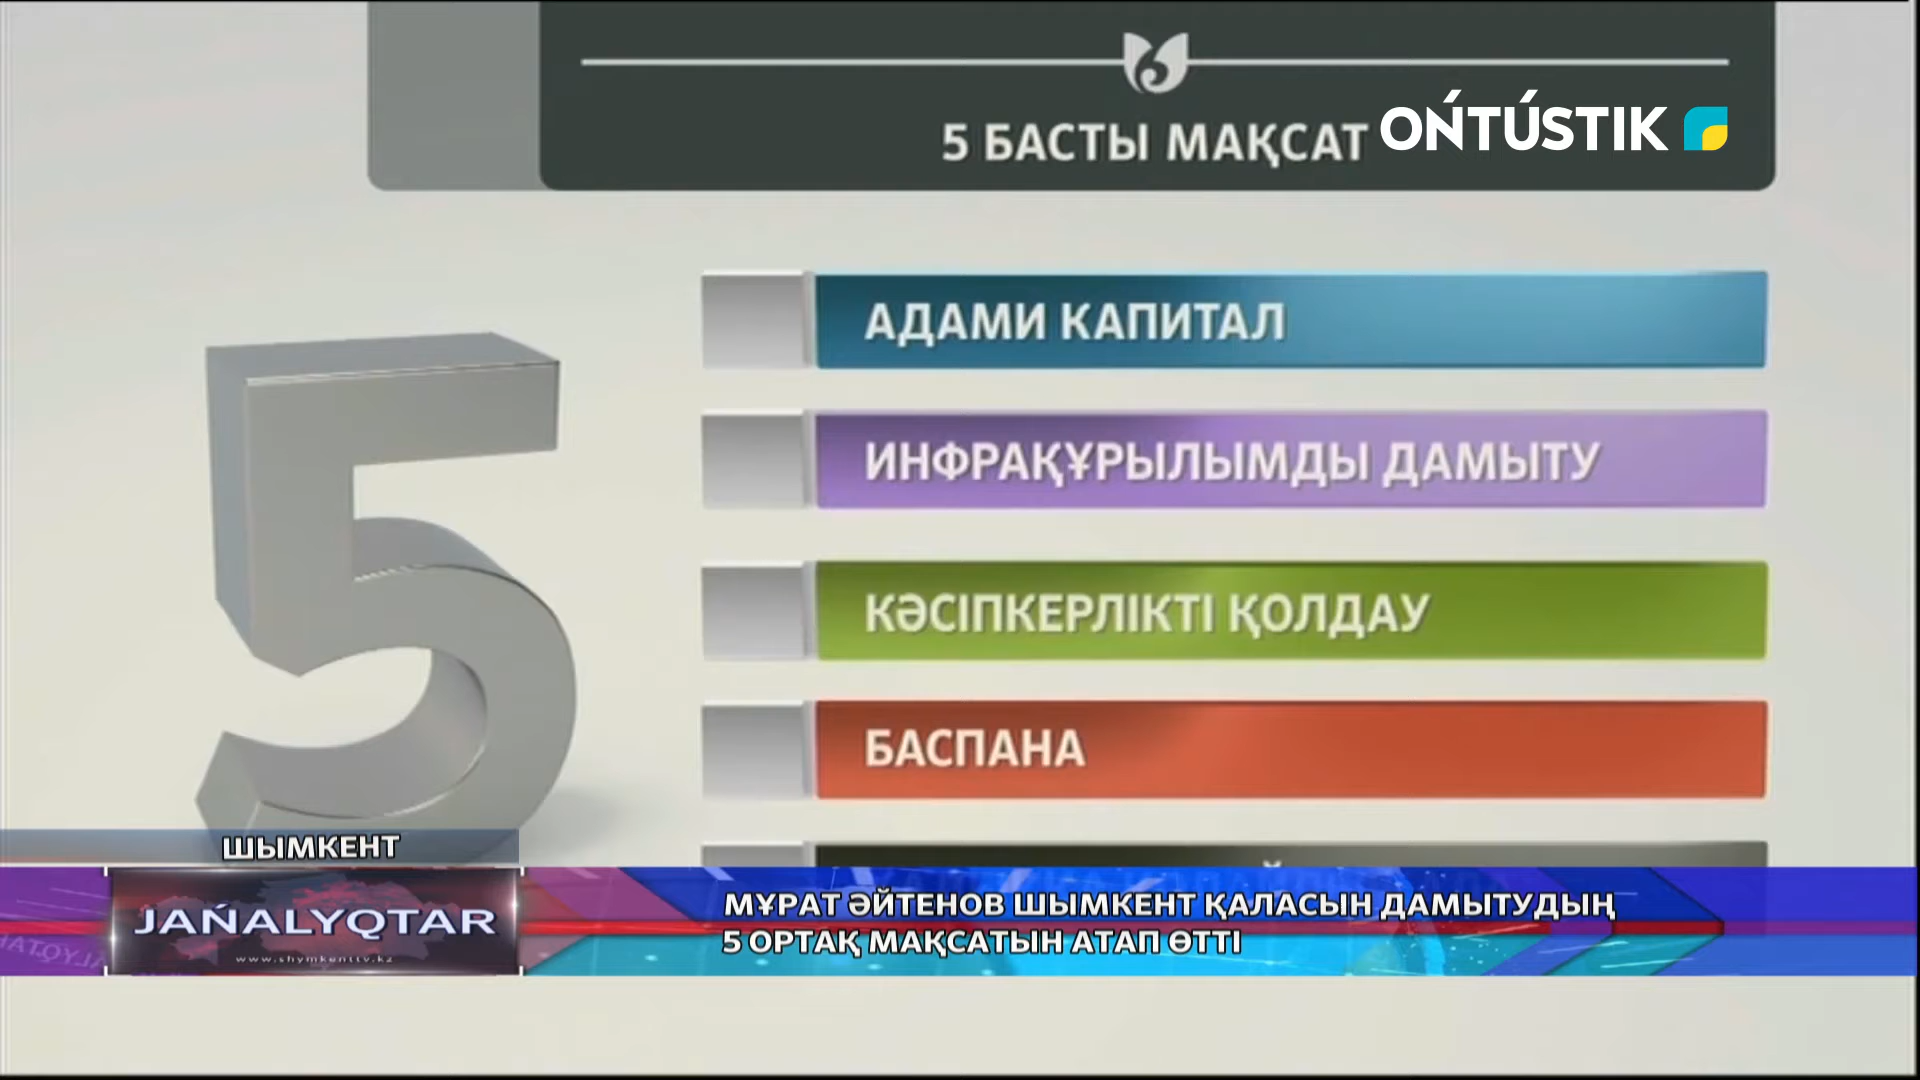 5 БАСТЫ МАҚСАТ
OŃTÚSTIK
5
АДАМИ КАПИТАЛ
ИНФРАҚҰРЫЛЫМДЫ ДАМЫТУ
КӘСІПКЕРЛІКТІ ҚОЛДАУ
БАСПАНА
ШЫМКЕНТ
JAŃALYQTAR
www.shymkenttv.kz
МҰРАТ ӘЙТЕНОВ ШЫМКЕНТ ҚАЛАСЫН ДАМЫТУДЫҢ
5 ОРТАҚ МАҚСАТЫН АТАП ӨТТІ